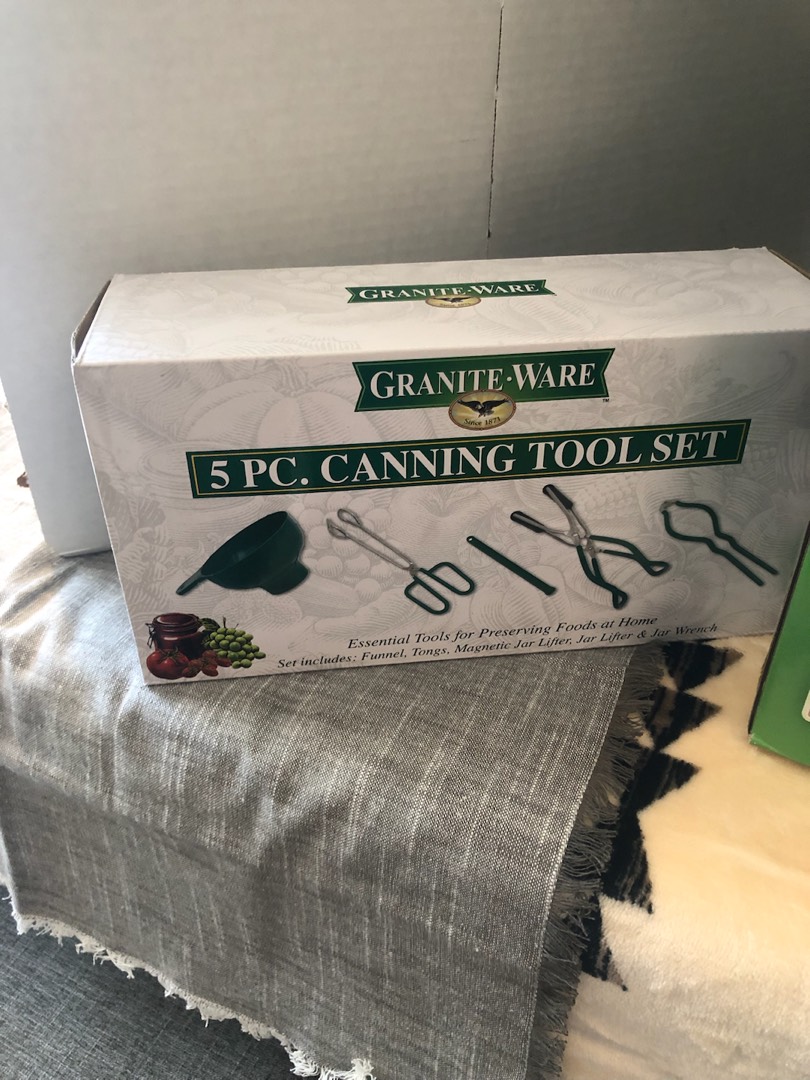 GRANITE·WARE
GRANITE·WARE™
Since 1871
5 PC. CANNING TOOL SET
Essential Tools for Preserving Foods at Home
Set includes: Funnel, Tongs, Magnetic Jar Lifter, Jar Lifter & Jar Wrench